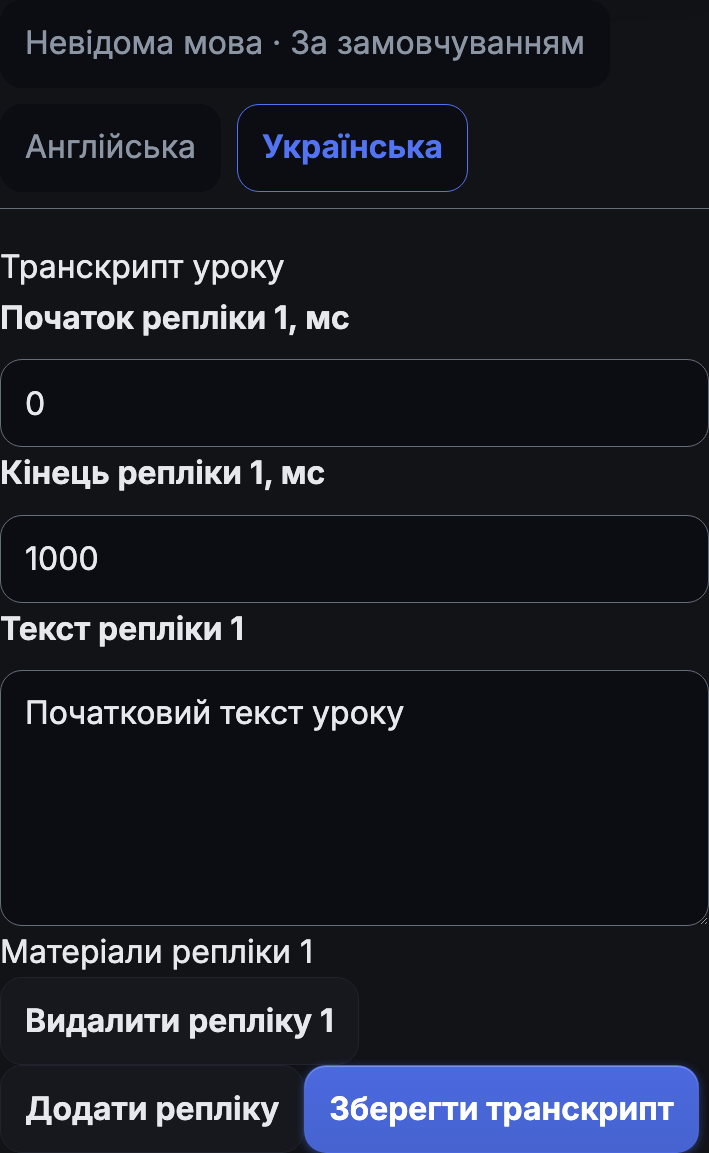 Невідома мова · За замовчуванням
Англійська Українська
Транскрипт уроку
Початок репліки 1, мс
0
Кінець репліки 1, мс
1000
Текст репліки 1
Початковий текст уроку
Матеріали репліки 1
Видалити репліку 1
Додати репліку Зберегти транскрипт